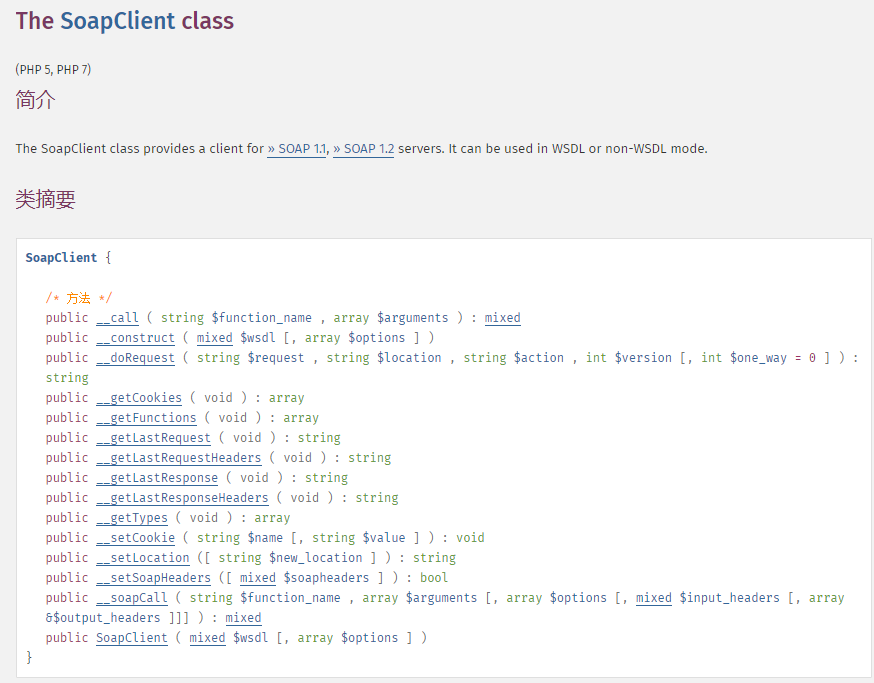 The SoapClient class
(PHP 5, PHP 7)
简介
The SoapClient class provides a client for » SOAP 1.1, » SOAP 1.2 servers. It can be used in WSDL or non-WSDL mode.
类摘要
SoapClient {
/* 方法 */
public __call ( string $function_name , array $arguments ) : mixed
public __construct ( mixed $wsdl [, array $options ] )
public __doRequest ( string $request , string $location , string $action , int $version [, int $one_way = 0 ] ) :
string
public __getCookies ( void ) : array
public __getFunctions ( void ) : array
public __getLastRequest ( void ) : string
public __getLastRequestHeaders ( void ) : string
public __getLastResponse ( void ) : string
public __getLastResponseHeaders ( void ) : string
public __getTypes ( void ) : array
public __setCookie ( string $name [, string $value ] ) : void
public __setLocation ([ string $new_location ] ) : string
public __setSoapHeaders ([ mixed $soapheaders ] ) : bool
public __soapCall ( string $function_name , array $arguments [, array $options [, mixed $input_headers [, array
&$output_headers ]]] ) : mixed
public SoapClient ( mixed $wsdl [, array $options ] )
}